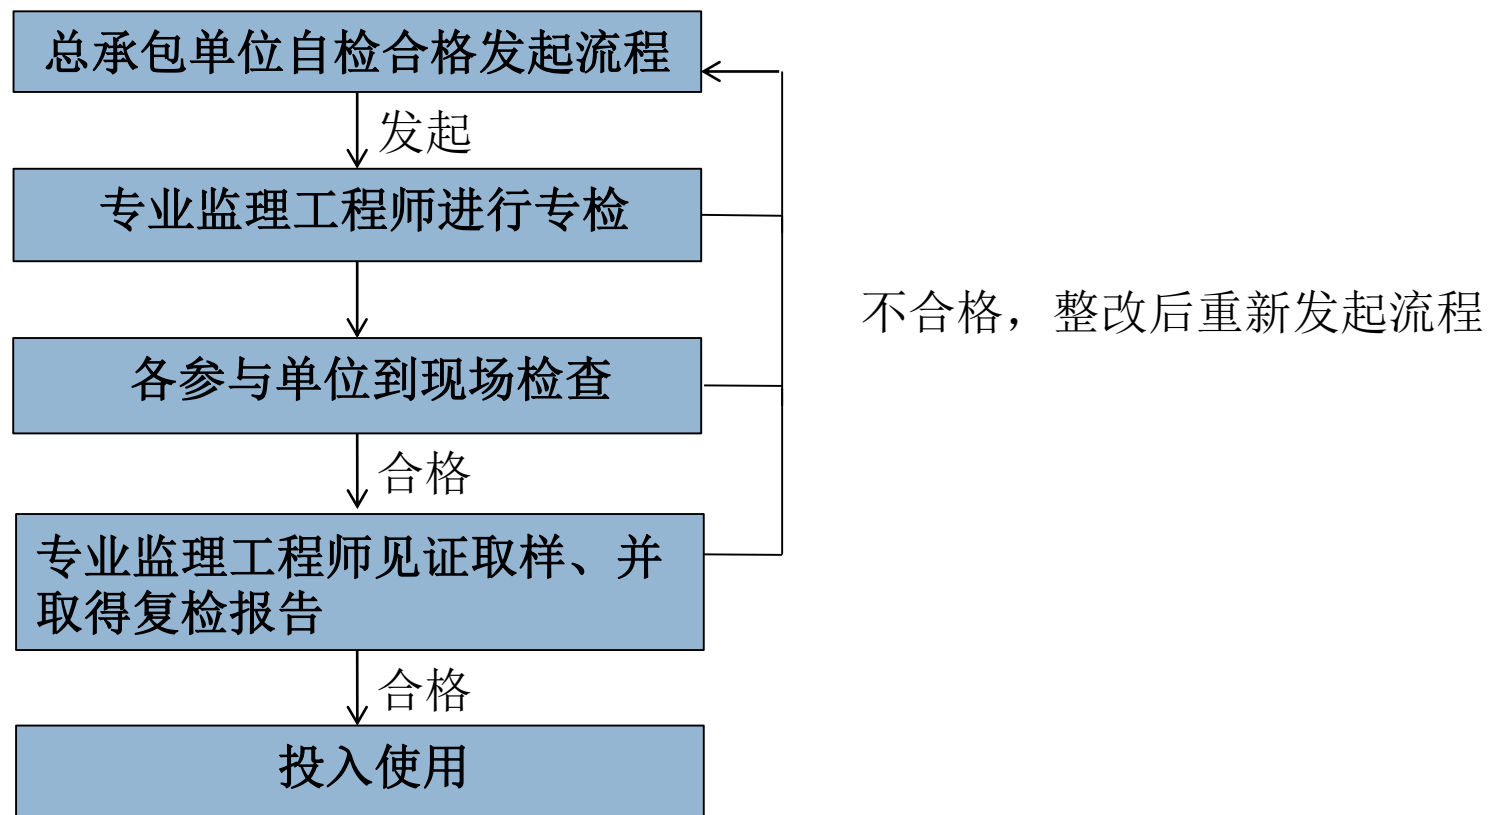 总承包单位自检合格发起流程
发起
专业监理工程师进行专检
不合格，整改后重新发起流程
各参与单位到现场检查
合格
专业监理工程师见证取样、并
取得复检报告
合格
投入使用